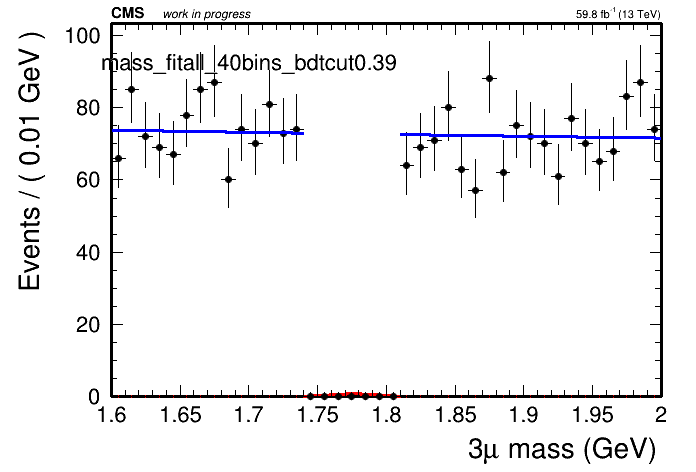 CMS work in progress 59.8 fb-1 (13 TeV)
mass_fitall_40bins_bdtcut0.39
Events / ( 0.01 GeV )
100
80
60
40
20
0
1.6 1.65 1.7 1.75 1.8 1.85 1.9 1.95 2
3μ mass (GeV)